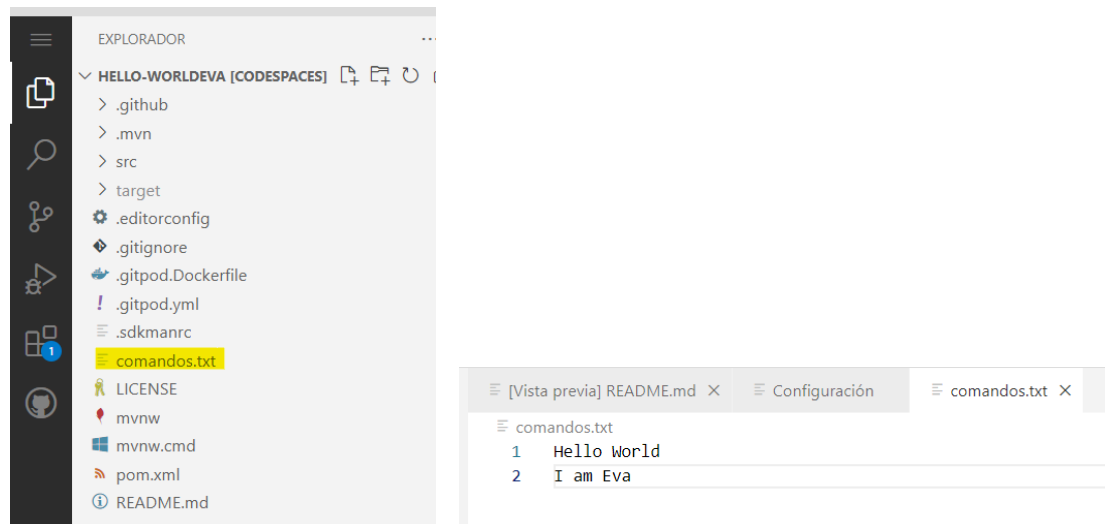 EXPLORADOR
HELLO-WORLDEVA [CODESPACES]
.github
.mvn
src
target
.editorconfig
.gitignore
.gitpod.Dockerfile
.gitpod.yml
.sdkmanrc
comandos.txt
LICENSE
mvnw
mvnw.cmd
pom.xml
README.md
1
[Vista previa] README.md
Configuración
comandos.txt
comandos.txt
1 Hello World
2 I am Eva